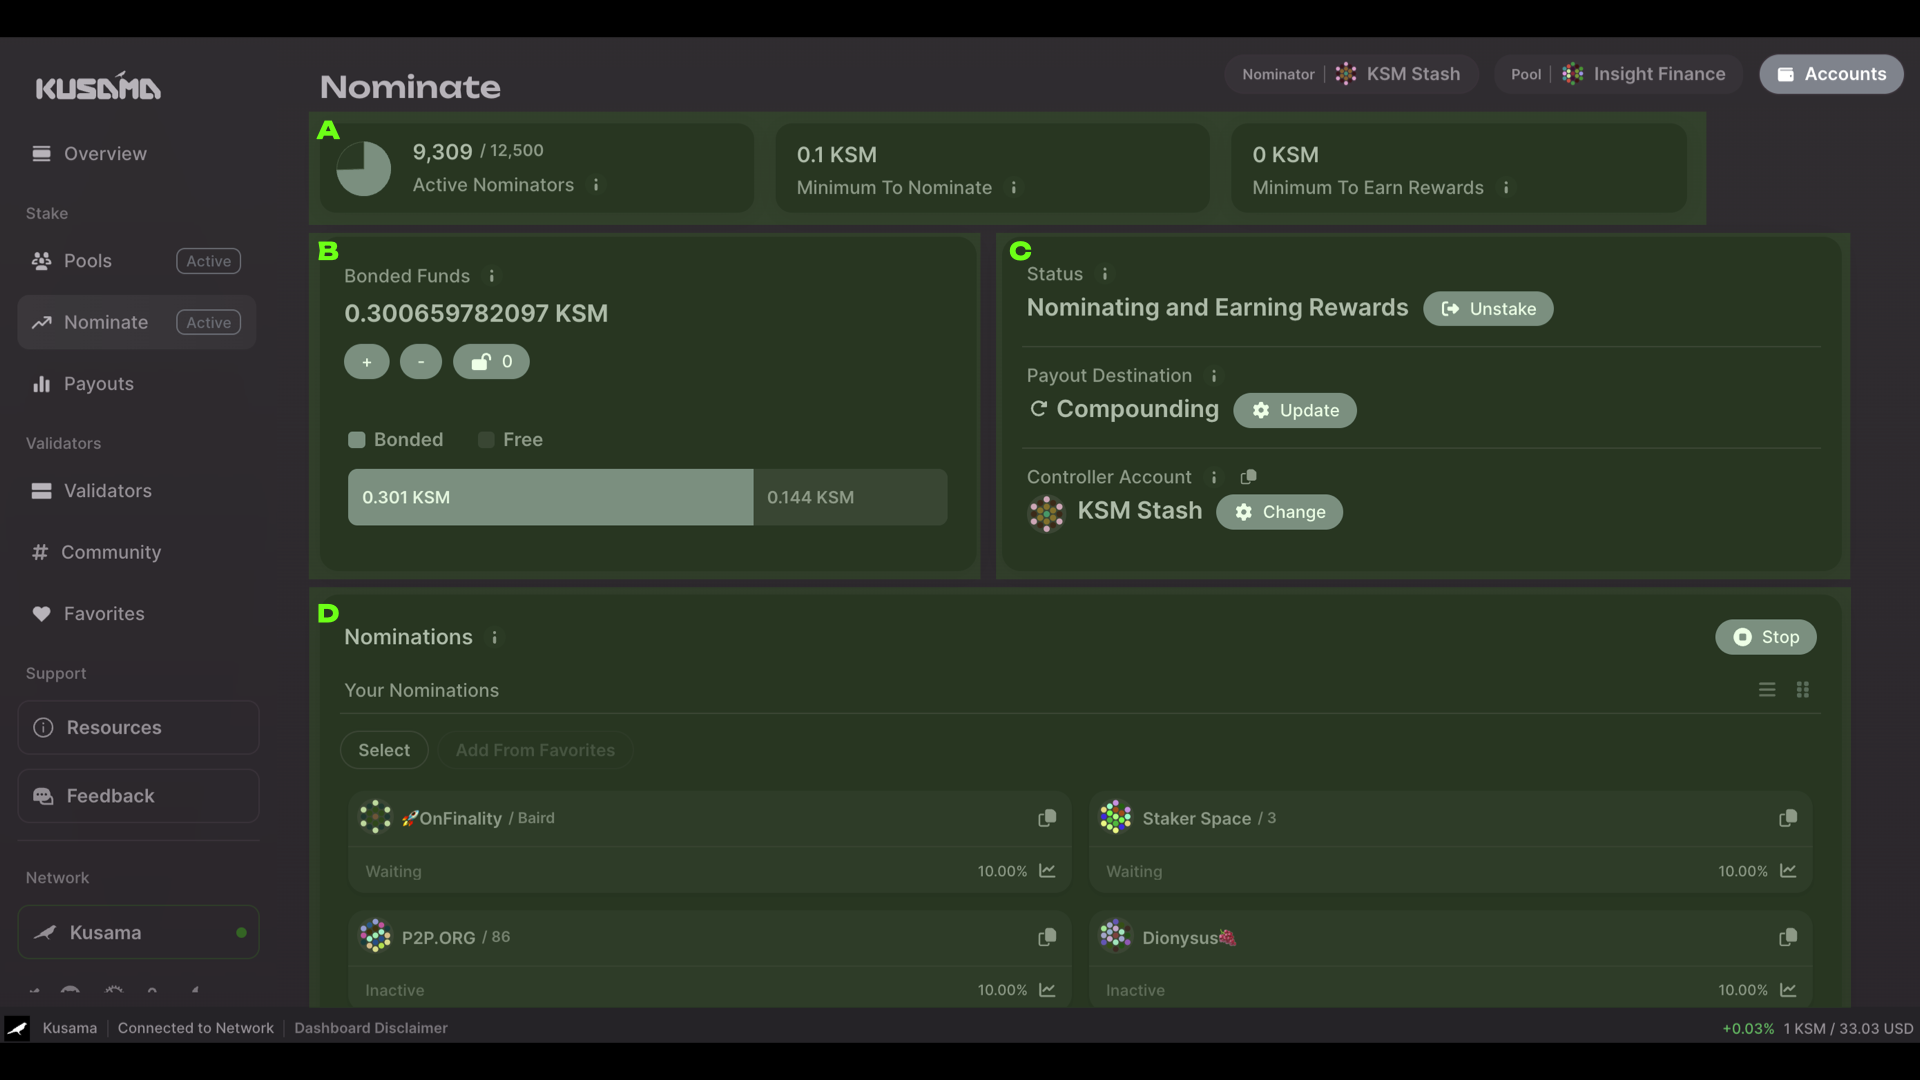 KUSAMA
Overview
Stake
Pools Active
Nominate Active
Payouts
Validators
Validators
Community
Favorites
Support
Resources
Feedback
Network
Kusama
Nominate
Nominator KSM Stash
Pool Insight Finance
Accounts
A
9,309 / 12,500
Active Nominators
0.1 KSM
Minimum To Nominate
0 KSM
Minimum To Earn Rewards
B
Bonded Funds
0.300659782097 KSM
+ - 0
Bonded Free
0.301 KSM 0.144 KSM
C
Status
Nominating and Earning Rewards Unstake
Payout Destination
Compounding Update
Controller Account
KSM Stash Change
D
Nominations Stop
Your Nominations
Select Add From Favorites
🚀OnFinality / Baird
Waiting 10.00%
Staker Space / 3
Waiting 10.00%
P2P.ORG / 86
Inactive 10.00%
Dionysus🍇
Inactive 10.00%
Kusama Connected to Network Dashboard Disclaimer
+0.03% 1 KSM / 33.03 USD